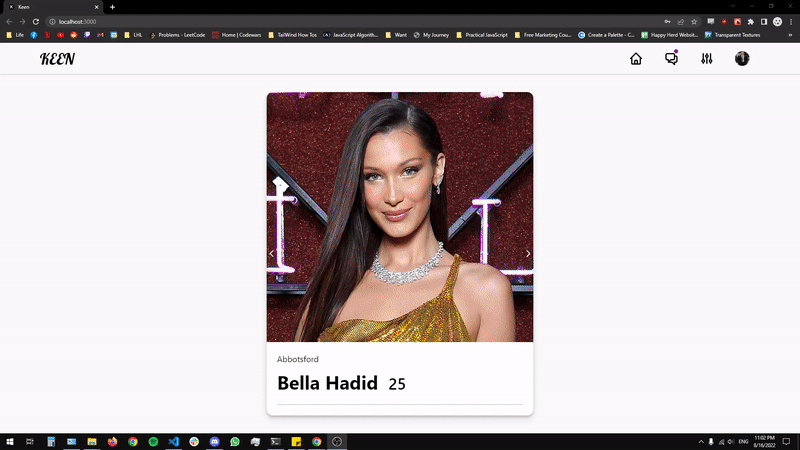 Keen
localhost:3000
Life
LHL
Problems - LeetCode
Home | Codewars
TailWind How Tos
JavaScript Algorith...
Want
My Journey
Practical JavaScript
Free Marketing Cou...
Create a Palette - C...
Happy Herd Websit...
Transparent Textures
KEEN
Abbotsford
Bella Hadid 25
ENG
11:02 PM
8/16/2022